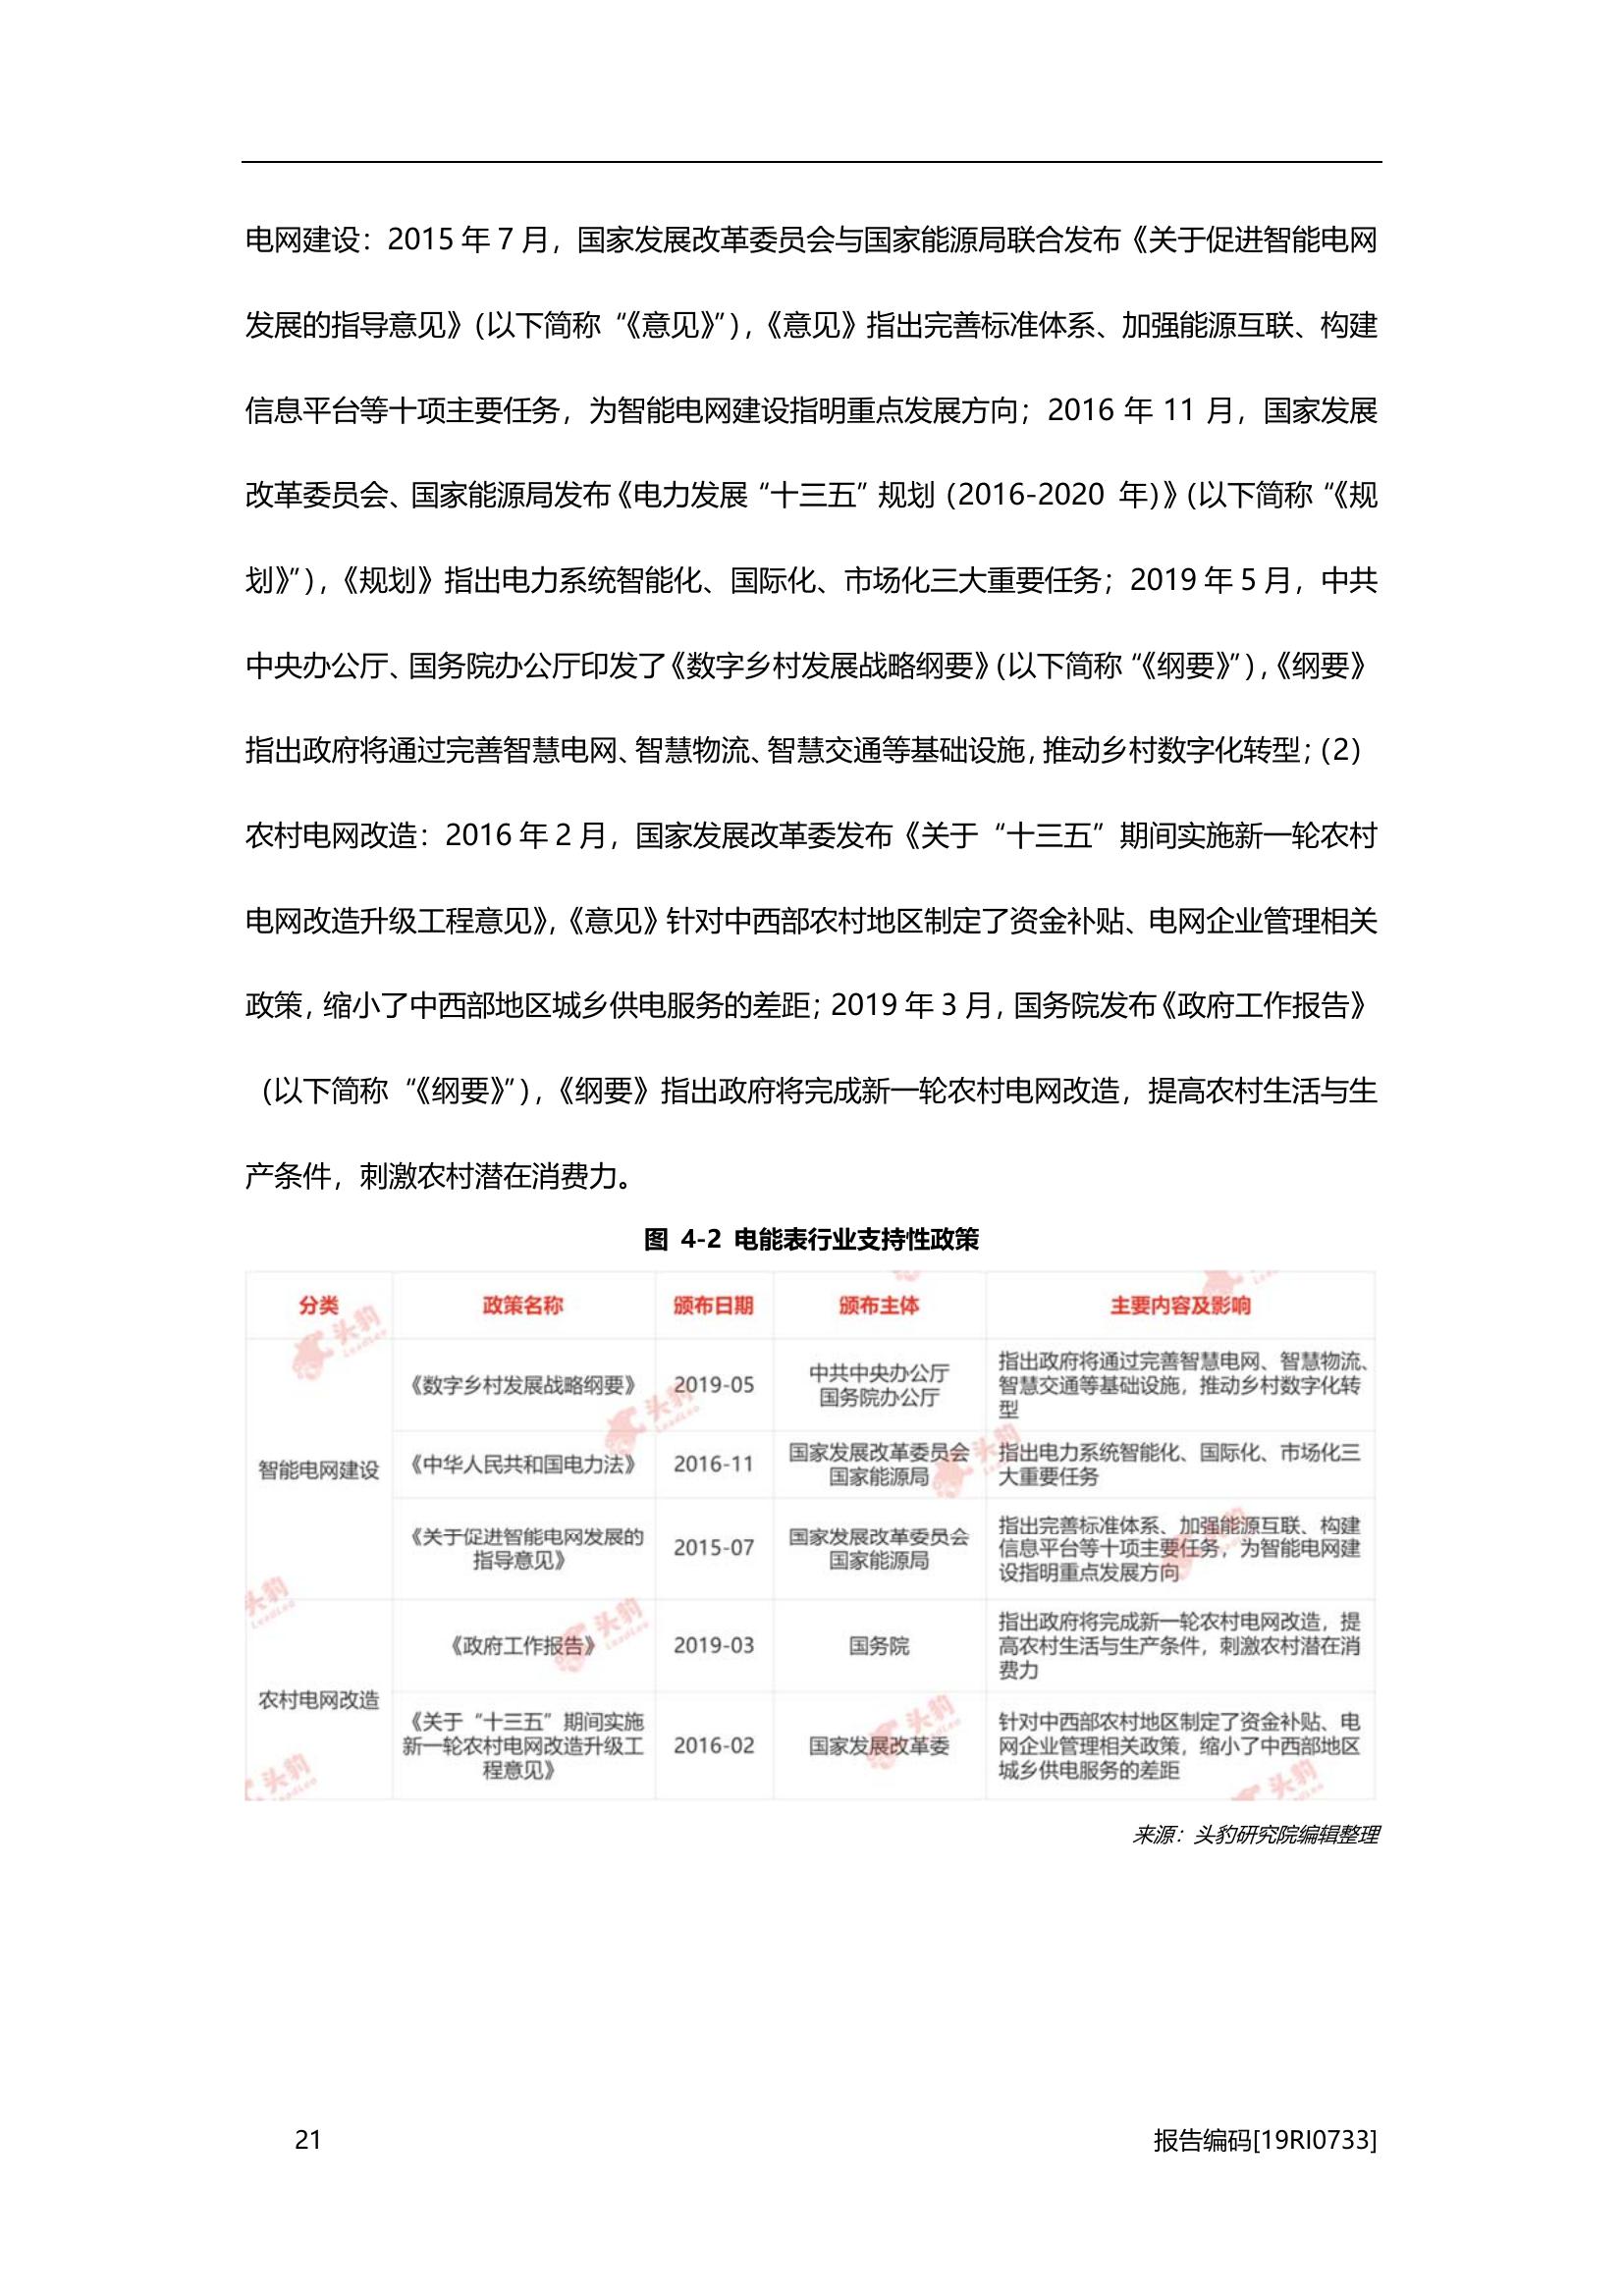 电网建设：2015 年 7 月，国家发展改革委员会与国家能源局联合发布《关于促进智能电网
发展的指导意见》（以下简称“《意见》”），《意见》指出完善标准体系、加强能源互联、构建
信息平台等十项主要任务，为智能电网建设指明重点发展方向；2016 年 11 月，国家发展
改革委员会、国家能源局发布《电力发展“十三五”规划（2016-2020 年）》（以下简称“《规
划》”），《规划》指出电力系统智能化、国际化、市场化三大重要任务；2019 年 5 月，中共
中央办公厅、国务院办公厅印发了《数字乡村发展战略纲要》（以下简称“《纲要》”），《纲要》
指出政府将通过完善智慧电网、智慧物流、智慧交通等基础设施，推动乡村数字化转型；（2）
农村电网改造：2016 年 2 月，国家发展改革委发布《关于“十三五”期间实施新一轮农村
电网改造升级工程意见》，《意见》针对中西部农村地区制定了资金补贴、电网企业管理相关
政策，缩小了中西部地区城乡供电服务的差距；2019 年 3 月，国务院发布《政府工作报告》
（以下简称“《纲要》”），《纲要》指出政府将完成新一轮农村电网改造，提高农村生活与生
产条件，刺激农村潜在消费力。
图 4-2 电能表行业支持性政策
分类 政策名称 颁布日期 颁布主体 主要内容及影响
智能电网建设
《数字乡村发展战略纲要》
2019-05
中共中央办公厅
国务院办公厅
指出政府将通过完善智慧电网、智慧物流、
智慧交通等基础设施，推动乡村数字化转
型
《中华人民共和国电力法》
2016-11
国家发展改革委员会
国家能源局
指出电力系统智能化、国际化、市场化三
大重要任务
《关于促进智能电网发展的
指导意见》
2015-07
国家发展改革委员会
国家能源局
指出完善标准体系、加强能源互联、构建
信息平台等十项主要任务，为智能电网建
设指明重点发展方向
农村电网改造
《政府工作报告》
2019-03
国务院
指出政府将完成新一轮农村电网改造，提
高农村生活与生产条件，刺激农村潜在消
费力
《关于“十三五”期间实施
新一轮农村电网改造升级工
程意见》
2016-02
国家发展改革委
针对中西部农村地区制定了资金补贴、电
网企业管理相关政策，缩小了中西部地区
城乡供电服务的差距
头豹
LeadLeo
头豹
LeadLeo
头豹
LeadLeo
头豹
LeadLeo
头豹
LeadLeo
头豹
LeadLeo
头豹
LeadLeo
头豹
LeadLeo
头豹
来源：头豹研究院编辑整理
21
报告编码[19RI0733]